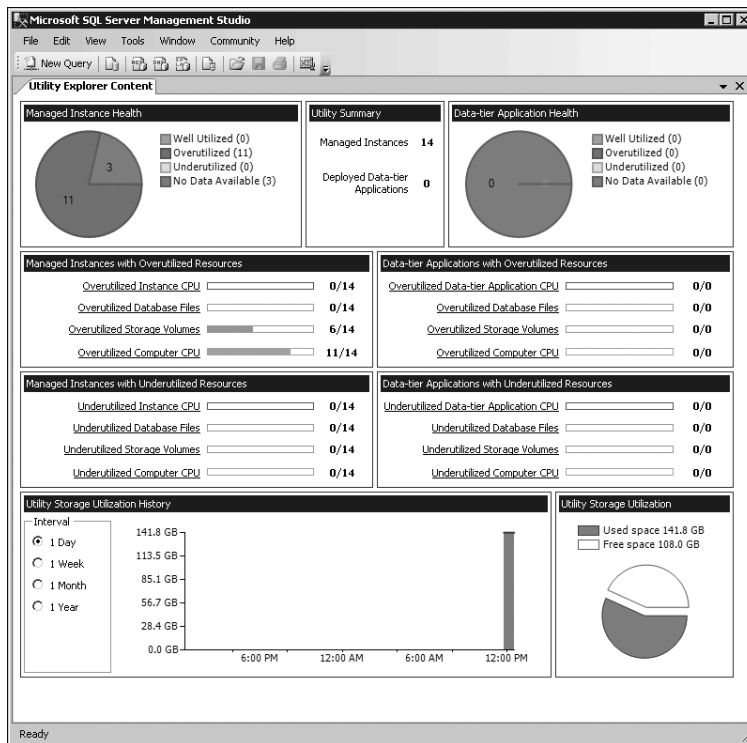 Microsoft SQL Server Management Studio
File Edit View Tools Window Community Help
New Query
Utility Explorer Content
Managed Instance Health
3
11
Well Utilized (0)
Overutilized (11)
Underutilized (0)
No Data Available (3)
Utility Summary
Managed Instances 14
Deployed Data-tier
Applications 0
Data-tier Application Health
0
Well Utilized (0)
Overutilized (0)
Underutilized (0)
No Data Available (0)
Managed Instances with Overutilized Resources
Overutilized Instance CPU 0/14
Overutilized Database Files 0/14
Overutilized Storage Volumes 6/14
Overutilized Computer CPU 11/14
Data-tier Applications with Overutilized Resources
Overutilized Data-tier Application CPU 0/0
Overutilized Database Files 0/0
Overutilized Storage Volumes 0/0
Overutilized Computer CPU 0/0
Managed Instances with Underutilized Resources
Underutilized Instance CPU 0/14
Underutilized Database Files 0/14
Underutilized Storage Volumes 0/14
Underutilized Computer CPU 0/14
Data-tier Applications with Underutilized Resources
Underutilized Data-tier Application CPU 0/0
Underutilized Database Files 0/0
Underutilized Storage Volumes 0/0
Underutilized Computer CPU 0/0
Utility Storage Utilization History
Interval
1 Day
1 Week
1 Month
1 Year
141.8 GB
113.5 GB
85.1 GB
56.7 GB
28.4 GB
0.0 GB
6:00 PM 12:00 AM 6:00 AM 12:00 PM
Utility Storage Utilization
Used space 141.8 GB
Free space 108.0 GB
Ready